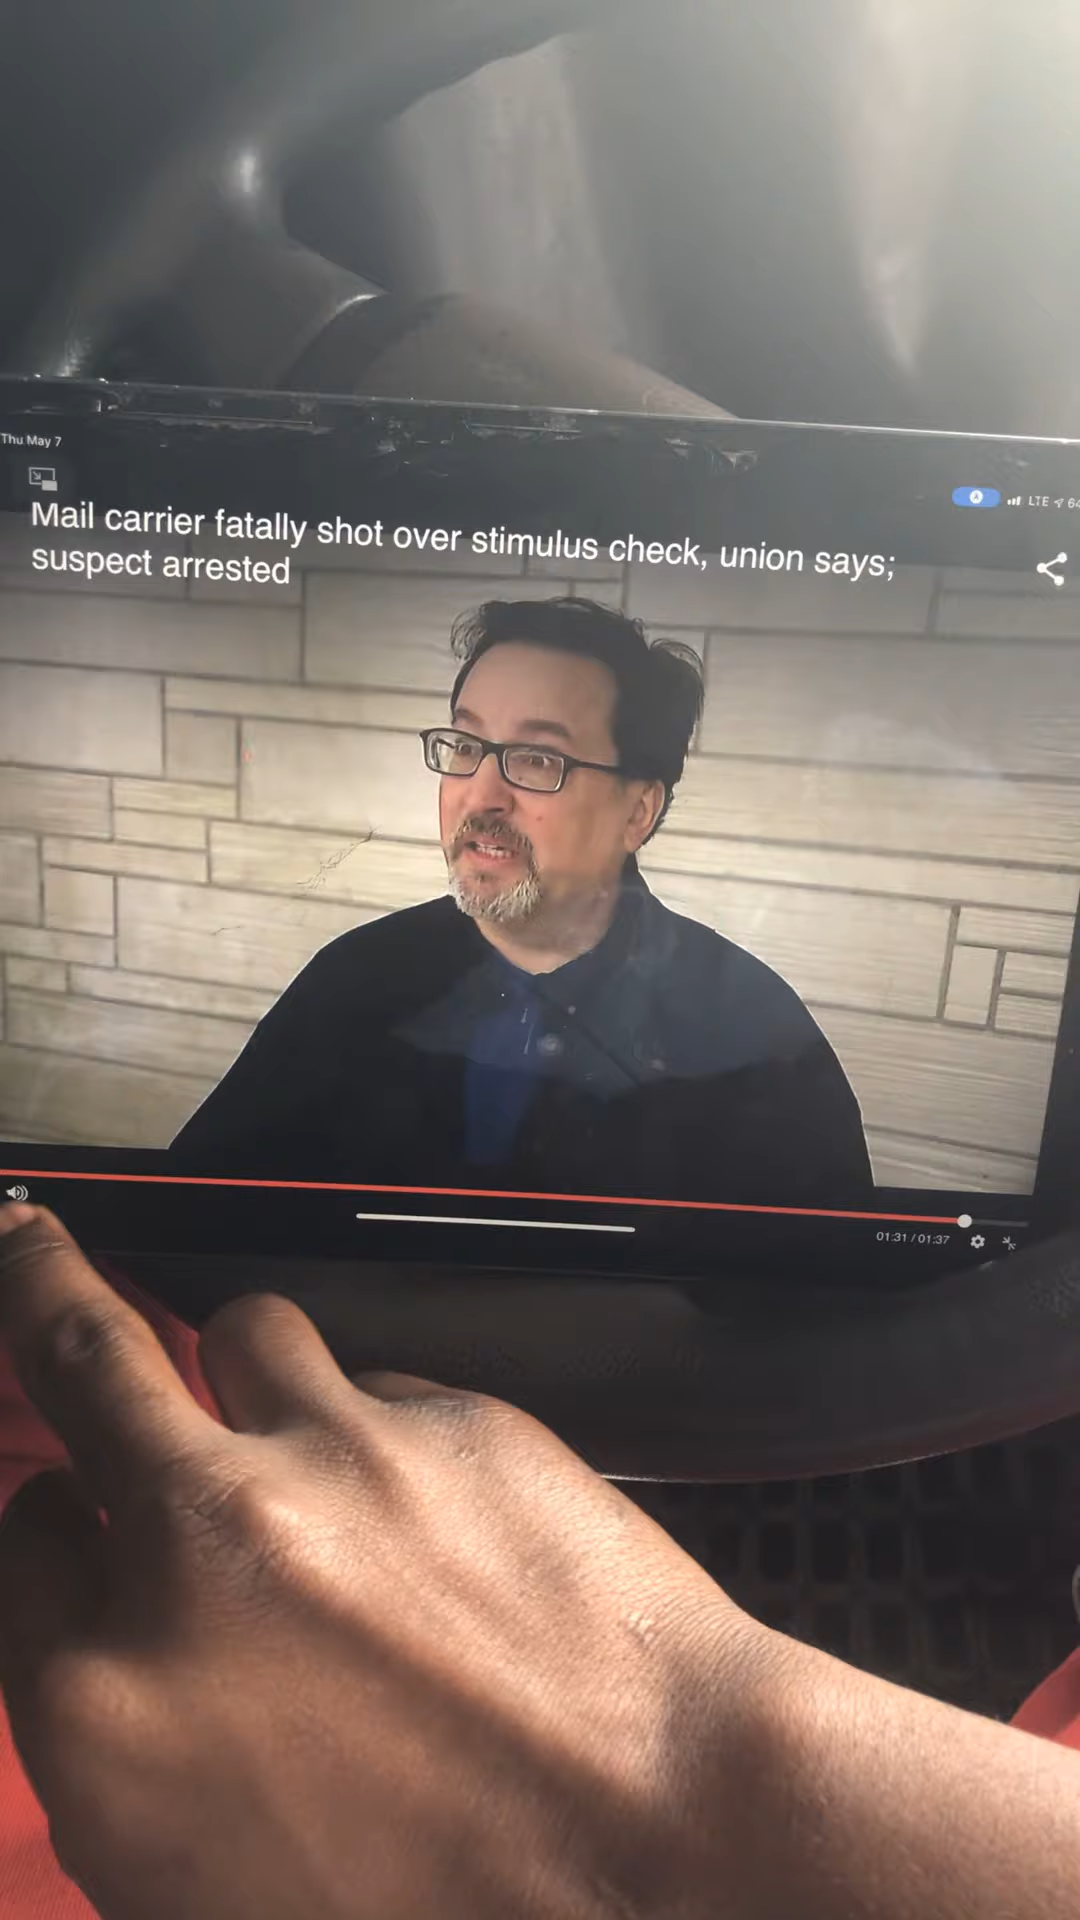 Thu May 7
LTE 64
Mail carrier fatally shot over stimulus check, union says;
suspect arrested
01:31 / 01:37